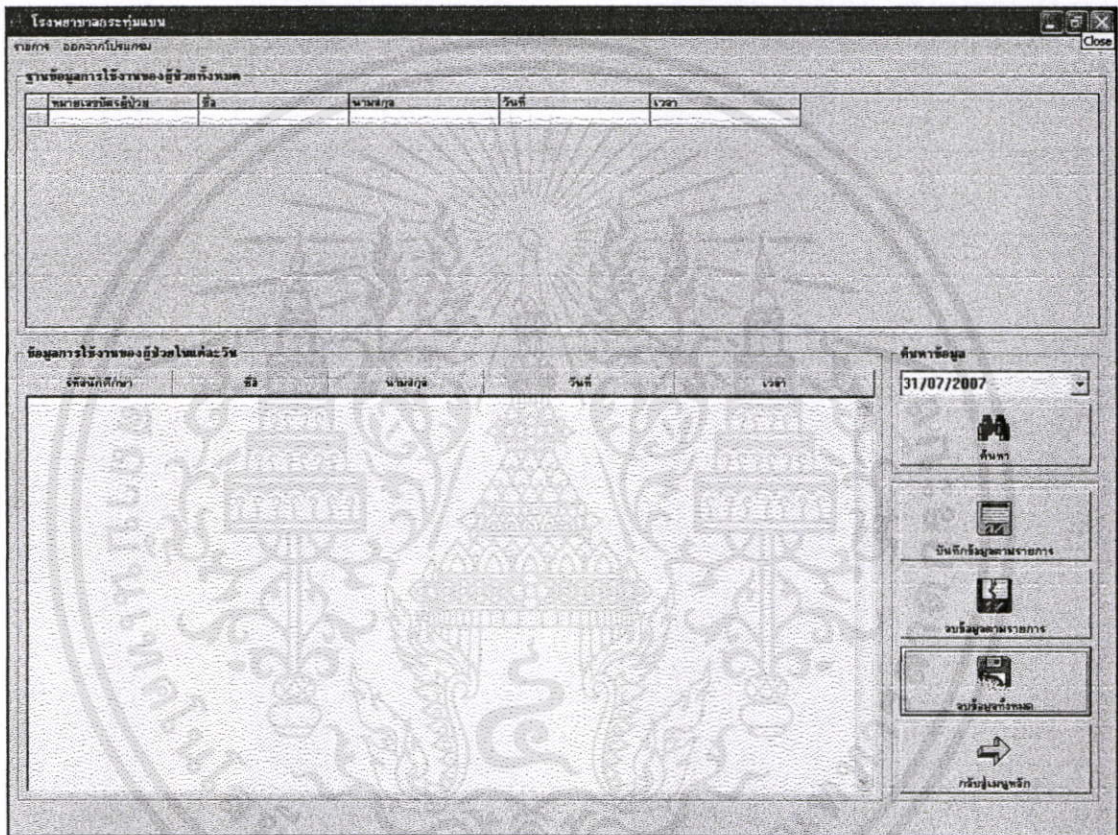 โรงพยาบาลกระทุ่มแบน
Close
รายการ ออกจากโปรแกรม
ฐานข้อมูลการใช้งานของผู้ป่วยทั้งหมด
หมายเลขบัตรผู้ป่วย ชื่อ นามสกุล วันที่ เวลา
ข้อมูลการใช้งานของผู้ป่วยในแต่ละวัน
รหัสนักศึกษา ชื่อ นามสกุล วันที่ เวลา
ค้นหาข้อมูล
31/07/2007
ค้นหา
บันทึกข้อมูลตามรายการ
ลบข้อมูลตามรายการ
ลบข้อมูลทั้งหมด
กลับสู่เมนูหลัก